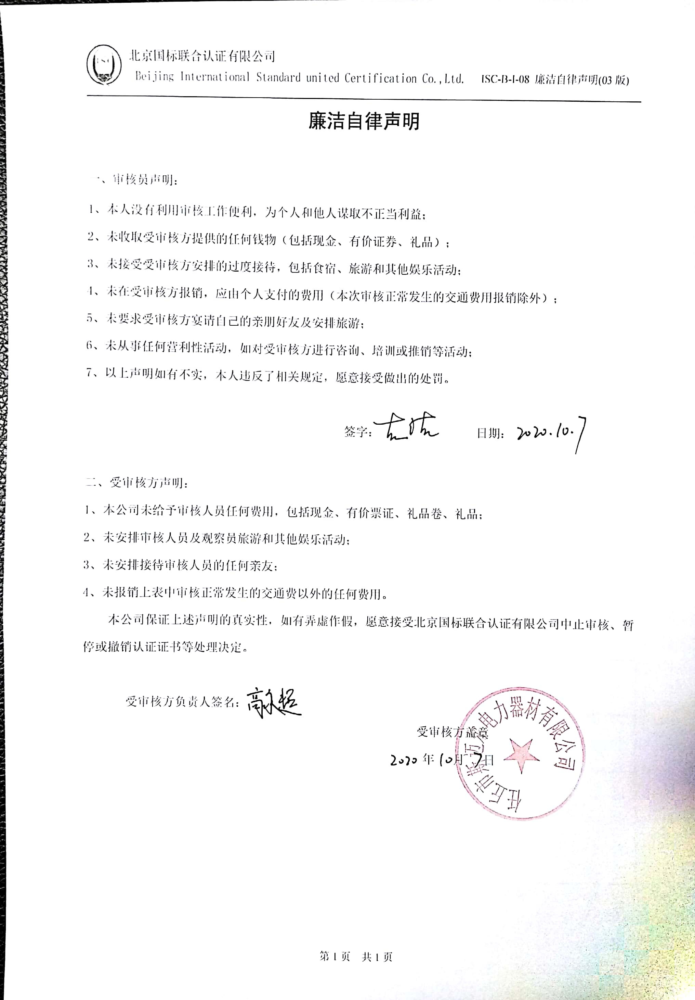 北京国标联合认证有限公司
Beijing International Standard united Certification Co.,Ltd. ISC-B-I-08 廉洁自律声明(03 版)
廉洁自律声明
一、审核员声明：
1、本人没有利用审核工作便利，为个人和他人谋取不正当利益；
2、未收取受审核方提供的任何钱物（包括现金、有价证券、礼品）；
3、未接受受审核方安排的过度接待，包括食宿、旅游和其他娱乐活动；
4、未在受审核方报销，应由个人支付的费用（本次审核正常发生的交通费用报销除外）；
5、未要求受审核方宴请自己的亲朋好友及安排旅游；
6、未从事任何营利性活动，如对受审核方进行咨询、培训或推销等活动；
7、以上声明如有不实，本人违反了相关规定，愿意接受做出的处罚。
签字： 日期：2020.10.7
二、受审核方声明：
1、本公司未给予审核人员任何费用，包括现金、有价票证、礼品卷、礼品；
2、未安排审核人员及观察员旅游和其他娱乐活动；
3、未安排接待审核人员的任何亲友；
4、未报销上表中审核正常发生的交通费以外的任何费用。
本公司保证上述声明的真实性，如有弄虚作假，愿意接受北京国标联合认证有限公司中止审核、暂
停或撤销认证证书等处理决定。
受审核方负责人签名：高永超
受审核方盖章
2020 年 10 月 7 日
任丘市 电力器材有限公司
第 1 页 共 1 页